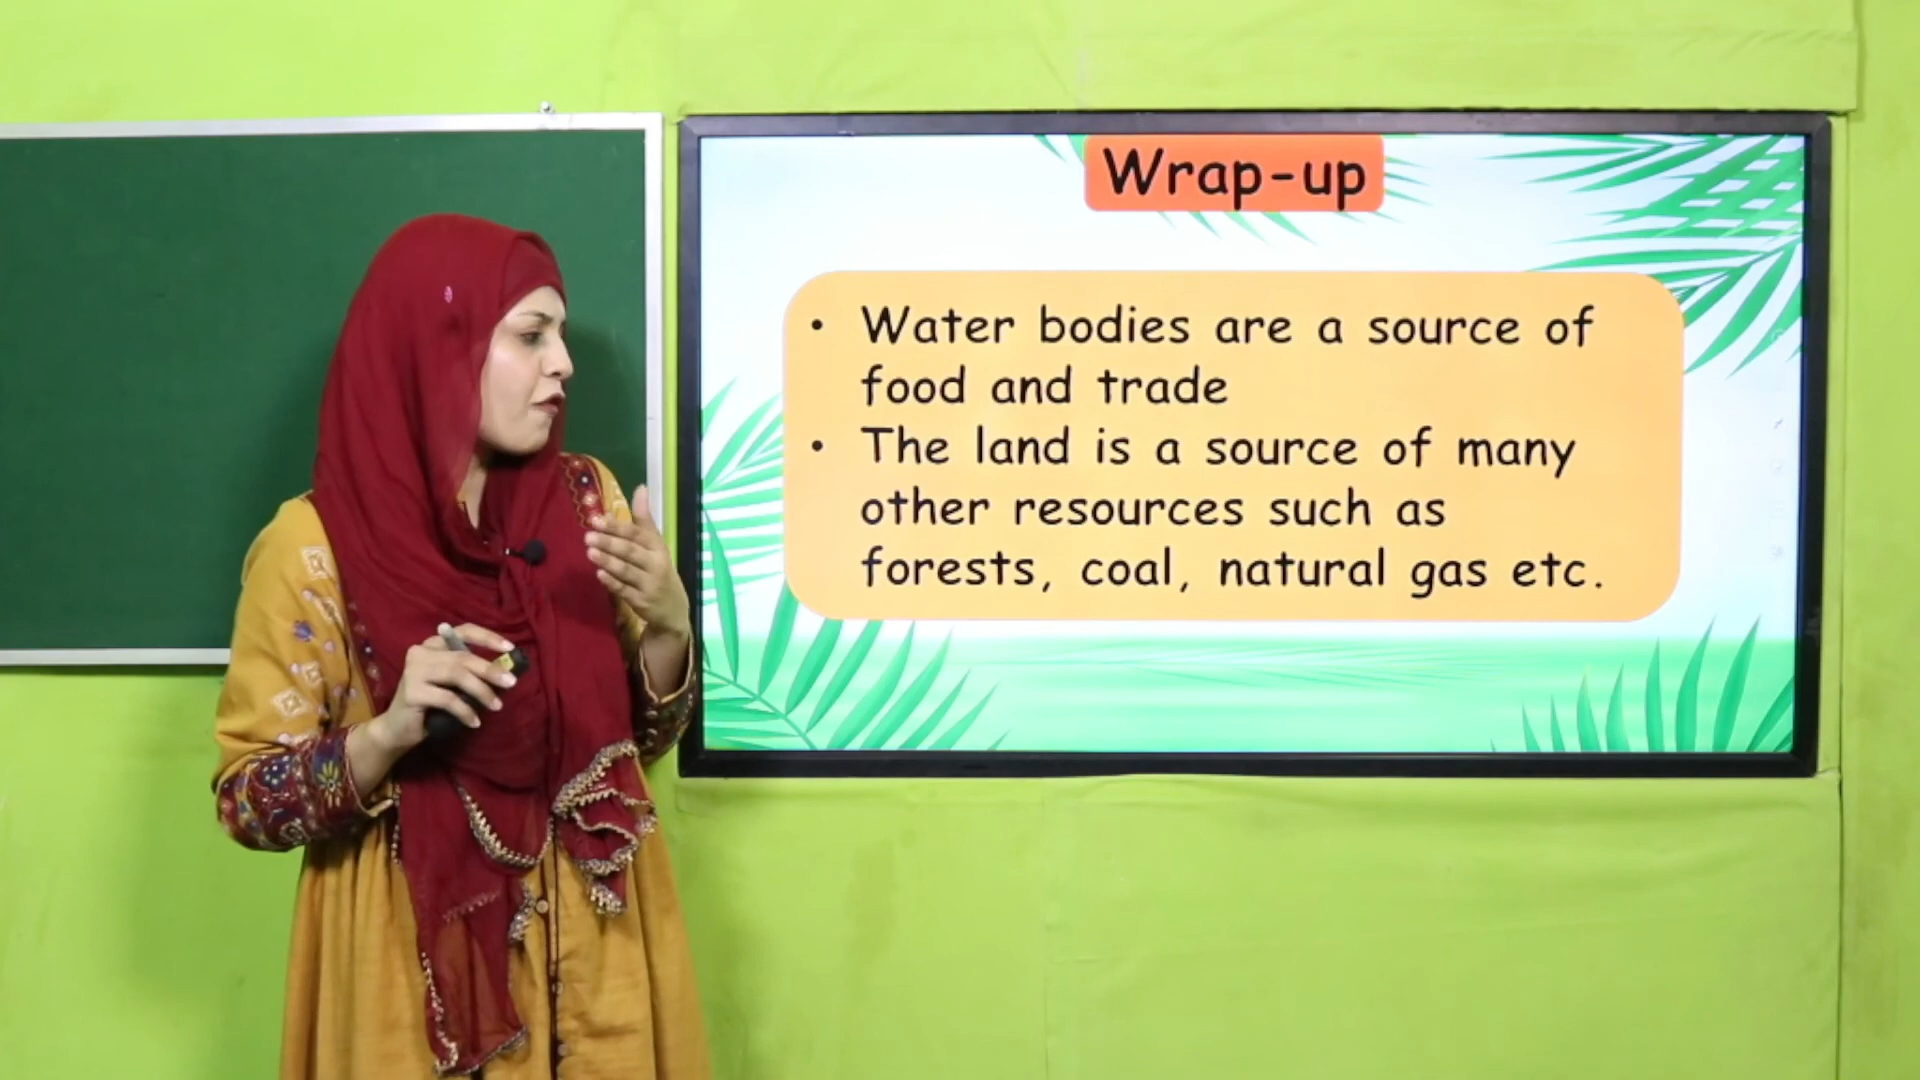 Wrap-up
• Water bodies are a source of
food and trade
• The land is a source of many
other resources such as
forests, coal, natural gas etc.